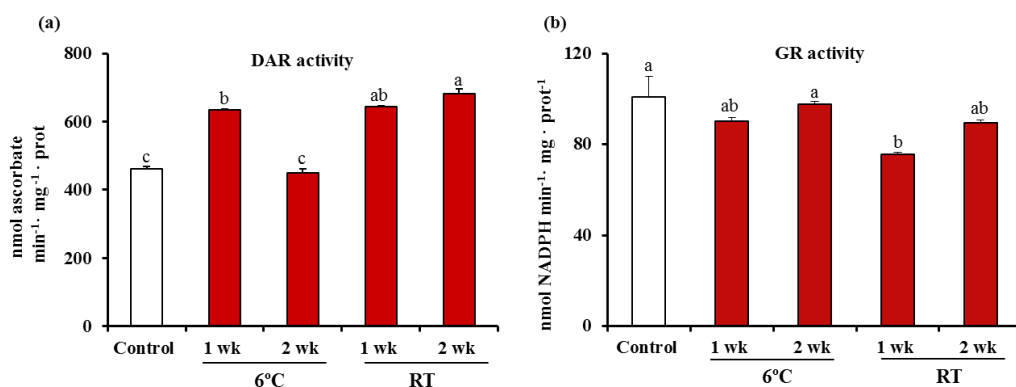 (a)
DAR activity
nmol ascorbate
min⁻¹· mg⁻¹ · prot
800
600
400
200
0
c
b
c
ab
a
Control
1 wk
2 wk
1 wk
2 wk
6ºC
RT
(b)
GR activity
nmol NADPH min⁻¹· mg · prot⁻¹
120
80
40
0
a
ab
a
b
ab
Control
1 wk
2 wk
1 wk
2 wk
6ºC
RT